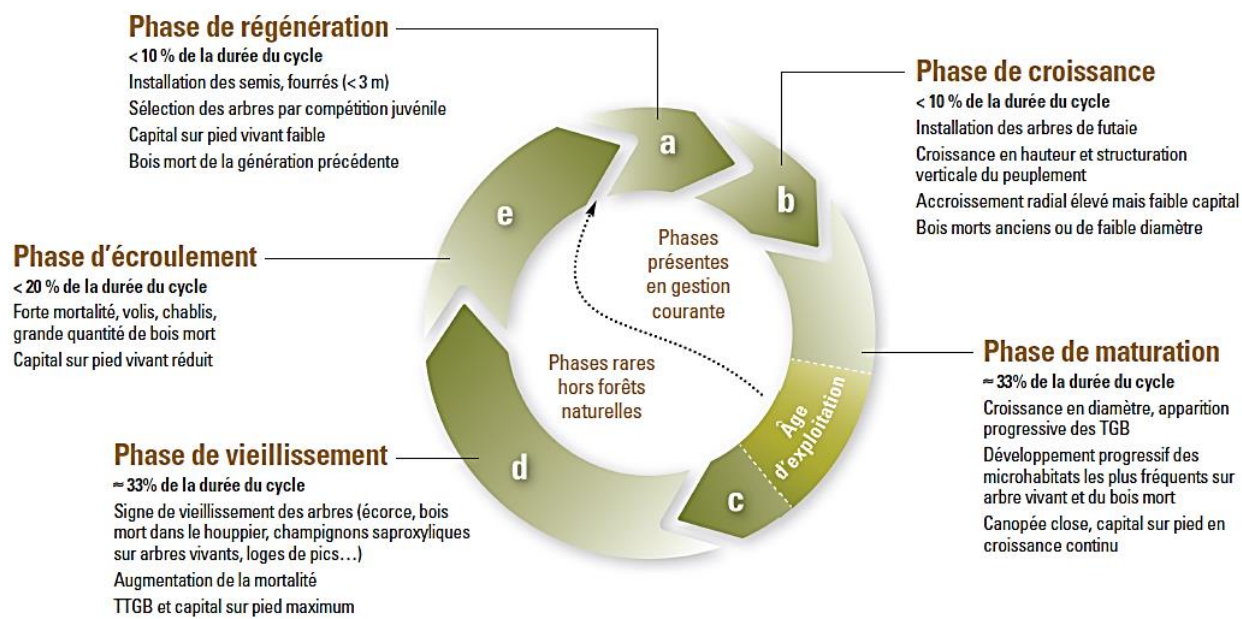 Phase de régénération
< 10 % de la durée du cycle
Installation des semis, fourrés (< 3 m)
Sélection des arbres par compétition juvénile
Capital sur pied vivant faible
Bois mort de la génération précédente
Phase de croissance
< 10 % de la durée du cycle
Installation des arbres de futaie
Croissance en hauteur et structuration
verticale du peuplement
Accroissement radial élevé mais faible capital
Bois morts anciens ou de faible diamètre
Phase de maturation
≈ 33% de la durée du cycle
Croissance en diamètre, apparition
progressive des TGB
Développement progressif des
microhabitats les plus fréquents sur
arbre vivant et du bois mort
Canopée close, capital sur pied en
croissance continu
Phase de vieillissement
≈ 33% de la durée du cycle
Signe de vieillissement des arbres (écorce, bois
mort dans le houppier, champignons saproxyliques
sur arbres vivants, loges de pics…)
Augmentation de la mortalité
TTGB et capital sur pied maximum
Phase d'écroulement
< 20 % de la durée du cycle
Forte mortalité, volis, chablis,
grande quantité de bois mort
Capital sur pied vivant réduit
a
b
c
d
e
Âge
d'exploitation
Phases
présentes
en gestion
courante
Phases rares
hors forêts
naturelles